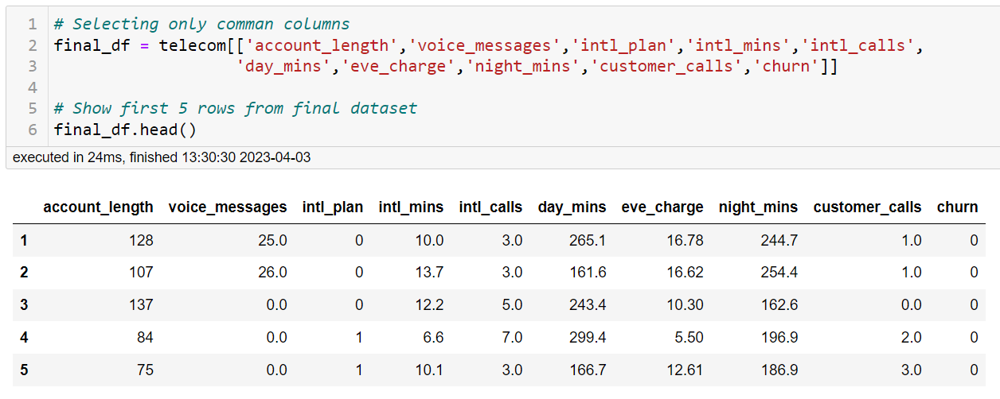 1 # Selecting only comman columns
2 final_df = telecom[['account_length','voice_messages','intl_plan','intl_mins','intl_calls',
3 'day_mins','eve_charge','night_mins','customer_calls','churn']]
4
5 # Show first 5 rows from final dataset
6 final_df.head()
executed in 24ms, finished 13:30:30 2023-04-03
account_length voice_messages intl_plan intl_mins intl_calls day_mins eve_charge night_mins customer_calls churn
1 128 25.0 0 10.0 3.0 265.1 16.78 244.7 1.0 0
2 107 26.0 0 13.7 3.0 161.6 16.62 254.4 1.0 0
3 137 0.0 0 12.2 5.0 243.4 10.30 162.6 0.0 0
4 84 0.0 1 6.6 7.0 299.4 5.50 196.9 2.0 0
5 75 0.0 1 10.1 3.0 166.7 12.61 186.9 3.0 0